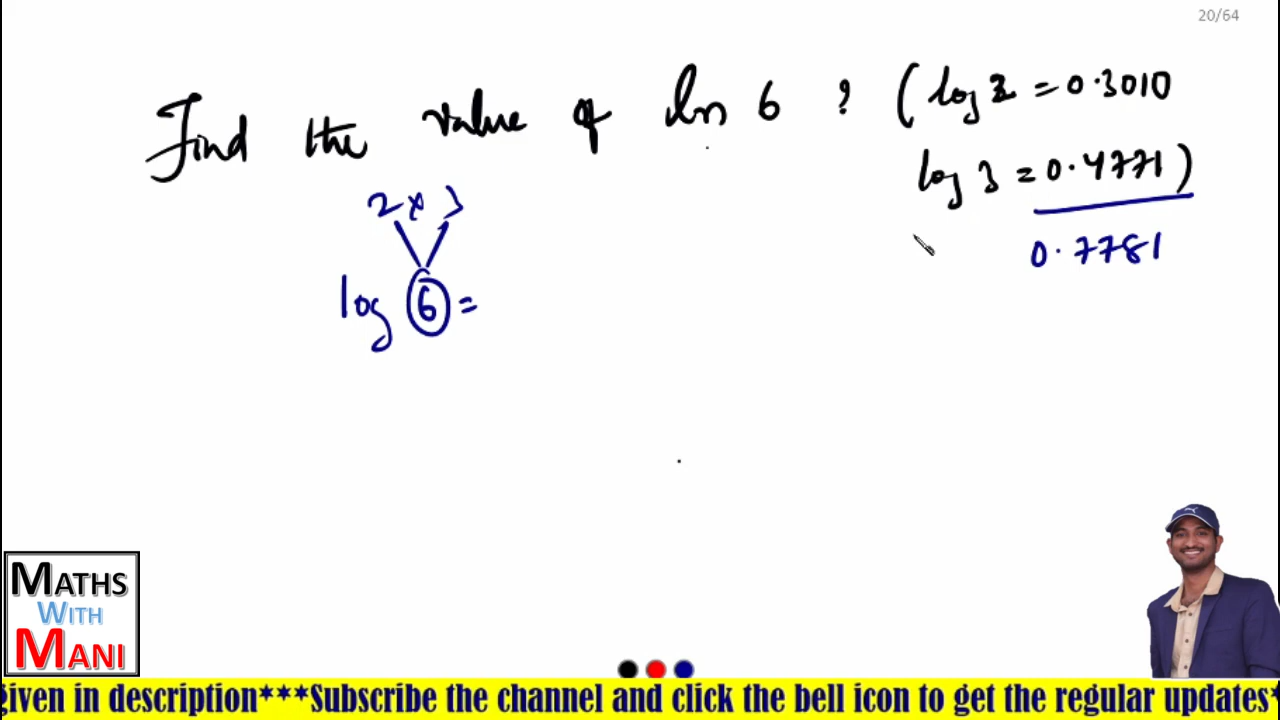 20/64
Find the value of ln 6 ? (log 2 = 0.3010
log 3 = 0.4771)
0.7781
2 x 3
log 6 =
MATHS
WITH
MANI
given in description***Subscribe the channel and click the bell icon to get the regular updates*